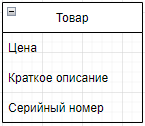 Товар
Цена
Краткое описание
Серийный номер